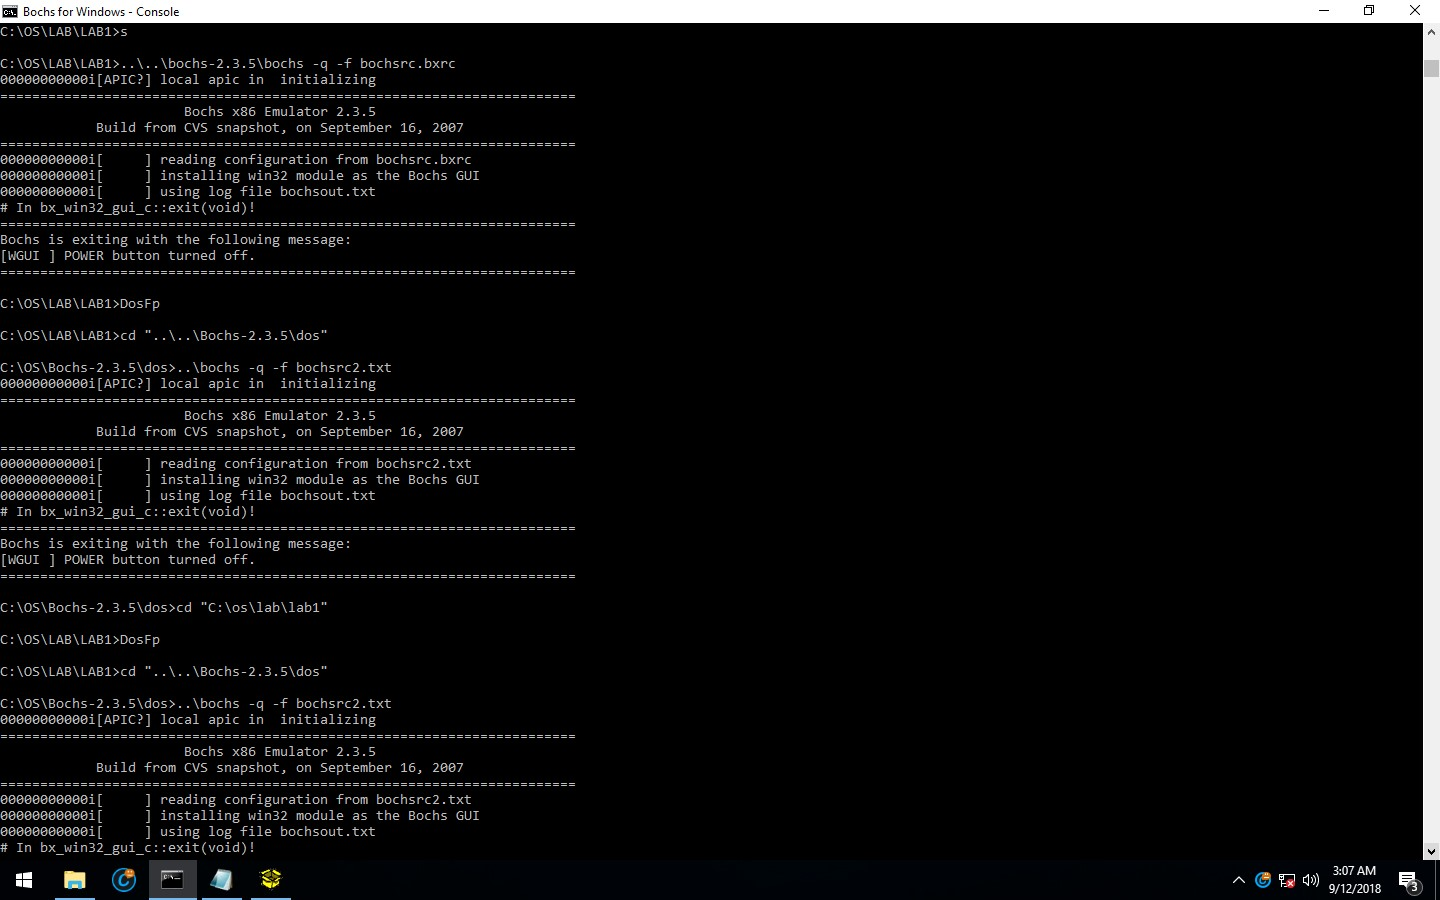 Bochs for Windows - Console
C:\OS\LAB\LAB1>s
C:\OS\LAB\LAB1>..\..\bochs-2.3.5\bochs -q -f bochsrc.bxrc
00000000000i[APIC?] local apic in  initializing
========================================================================
                       Bochs x86 Emulator 2.3.5
            Build from CVS snapshot, on September 16, 2007
========================================================================
00000000000i[     ] reading configuration from bochsrc.bxrc
00000000000i[     ] installing win32 module as the Bochs GUI
00000000000i[     ] using log file bochsout.txt
# In bx_win32_gui_c::exit(void)!
========================================================================
Bochs is exiting with the following message:
[WGUI ] POWER button turned off.
========================================================================
C:\OS\LAB\LAB1>DosFp
C:\OS\LAB\LAB1>cd "..\..\Bochs-2.3.5\dos"
C:\OS\Bochs-2.3.5\dos>..\bochs -q -f bochsrc2.txt
00000000000i[APIC?] local apic in  initializing
========================================================================
                       Bochs x86 Emulator 2.3.5
            Build from CVS snapshot, on September 16, 2007
========================================================================
00000000000i[     ] reading configuration from bochsrc2.txt
00000000000i[     ] installing win32 module as the Bochs GUI
00000000000i[     ] using log file bochsout.txt
# In bx_win32_gui_c::exit(void)!
========================================================================
Bochs is exiting with the following message:
[WGUI ] POWER button turned off.
========================================================================
C:\OS\Bochs-2.3.5\dos>cd "C:\os\lab\lab1"
C:\OS\LAB\LAB1>DosFp
C:\OS\LAB\LAB1>cd "..\..\Bochs-2.3.5\dos"
C:\OS\Bochs-2.3.5\dos>..\bochs -q -f bochsrc2.txt
00000000000i[APIC?] local apic in  initializing
========================================================================
                       Bochs x86 Emulator 2.3.5
            Build from CVS snapshot, on September 16, 2007
========================================================================
00000000000i[     ] reading configuration from bochsrc2.txt
00000000000i[     ] installing win32 module as the Bochs GUI
00000000000i[     ] using log file bochsout.txt
# In bx_win32_gui_c::exit(void)!
3:07 AM
9/12/2018
3